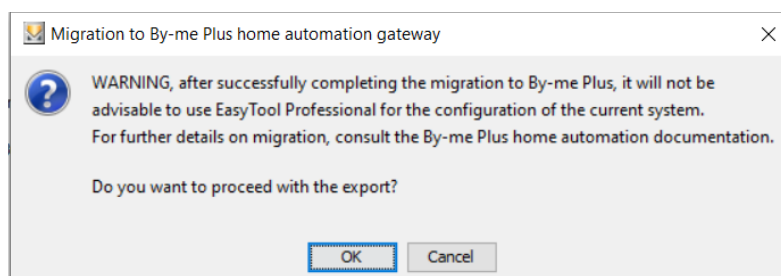 Migration to By-me Plus home automation gateway
WARNING, after successfully completing the migration to By-me Plus, it will not be
advisable to use EasyTool Professional for the configuration of the current system.
For further details on migration, consult the By-me Plus home automation documentation.
Do you want to proceed with the export?
OK
Cancel